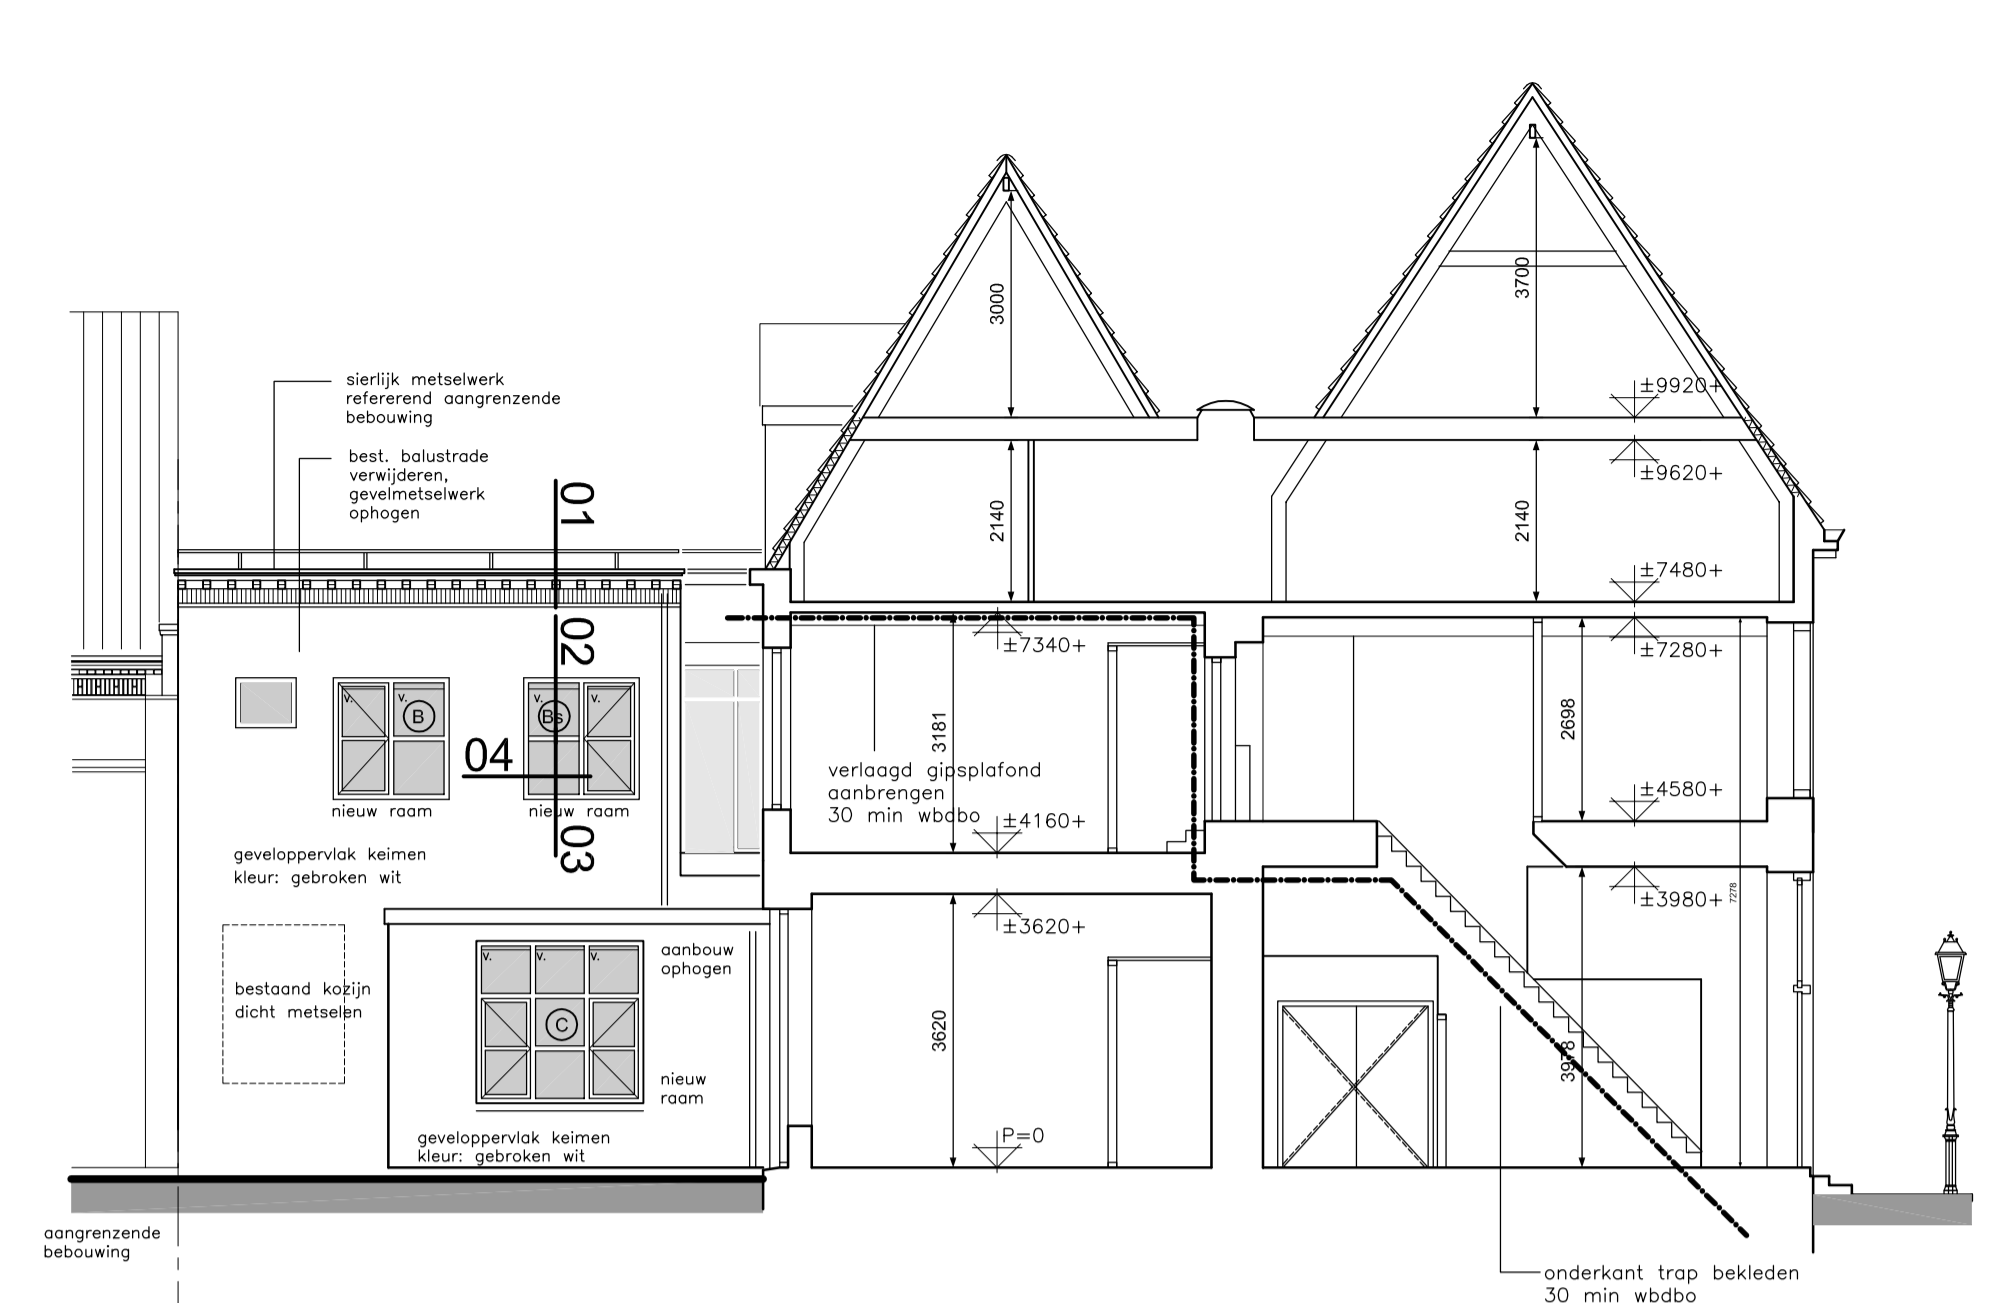 3000
3700
±9920+
sierlijk metselwerk
refererend aangrenzende
bebouwing
best. balustrade
verwijderen,
gevelmetselwerk
ophogen
01
2140
2140
±9620+
±7480+
02
±7340+
±7280+
v.
v.
B
v.
Bs
v.
04
nieuw raam
nieuw raam
03
3181
2698
verlaagd gipsplafond
aanbrengen
30 min wbdbo
±4580+
±4160+
geveloppervlak keimen
kleur: gebroken wit
±3980+
7278
±3620+
aanbouw
ophogen
v.
v.
v.
C
bestaand kozijn
dicht metselen
3620
3978
nieuw
raam
geveloppervlak keimen
kleur: gebroken wit
P=0
aangrenzende
bebouwing
onderkant trap bekleden
30 min wbdbo